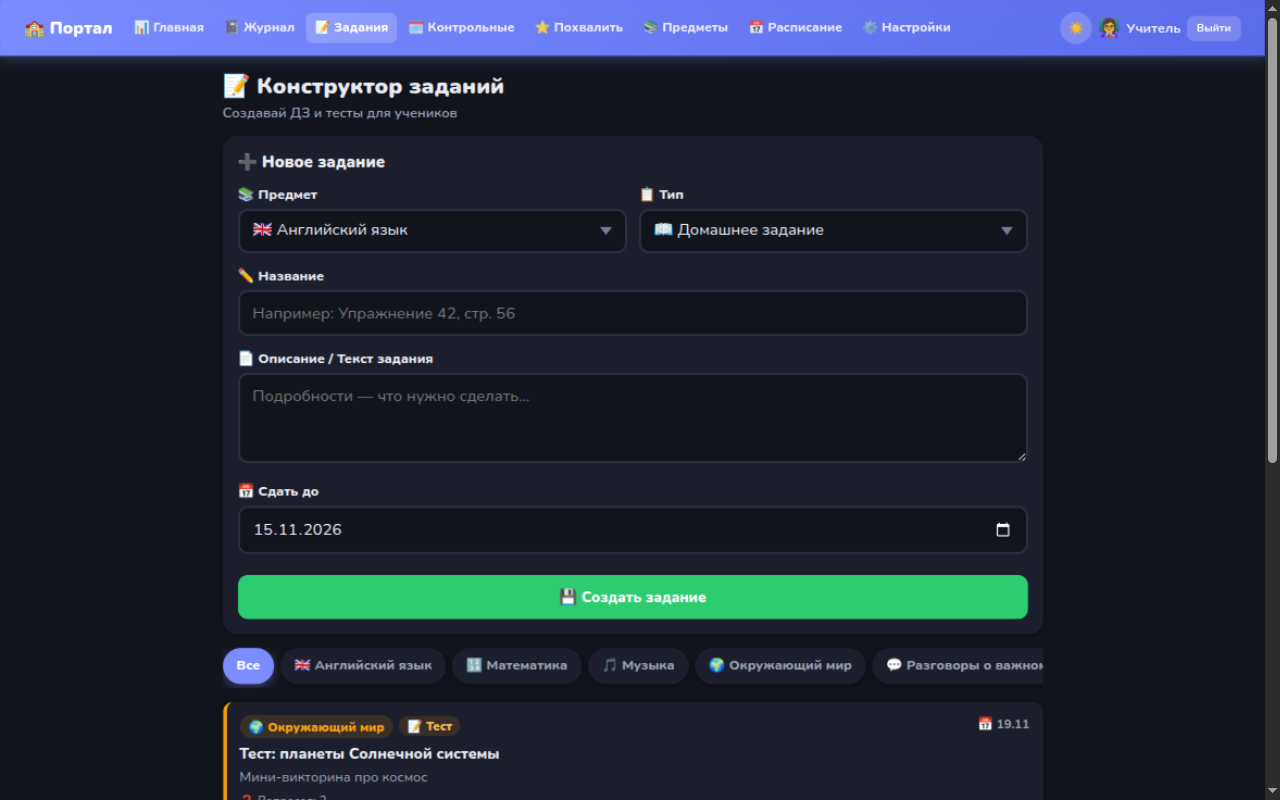 Портал
Главная
Журнал
Задания
Контрольные
Похвалить
Предметы
Расписание
Настройки
Учитель
Выйти
Конструктор заданий
Создавай ДЗ и тесты для учеников
Новое задание
Предмет
Тип
Английский язык
Домашнее задание
Название
Например: Упражнение 42, стр. 56
Описание / Текст задания
Подробности — что нужно сделать...
Сдать до
15.11.2026
Создать задание
Все
Английский язык
Математика
Музыка
Окружающий мир
Разговоры о важном
Окружающий мир
Тест
19.11
Тест: планеты Солнечной системы
Мини-викторина про космос